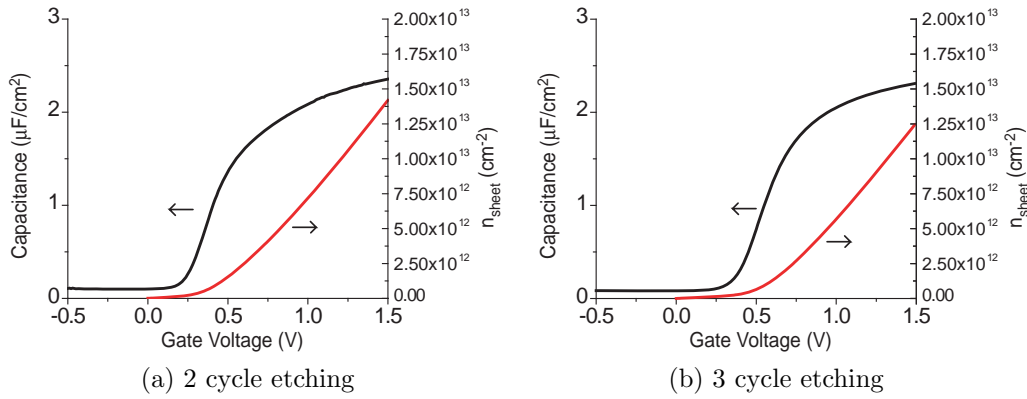 3
2
1
0
-0.5
0.0
0.5
1.0
1.5
Capacitance (µF/cm²)
Gate Voltage (V)
2.00x10¹³
1.75x10¹³
1.50x10¹³
1.25x10¹³
1.00x10¹³
7.50x10¹²
5.00x10¹²
2.50x10¹²
0.00
n_sheet (cm-²)
(a) 2 cycle etching
3
2
1
0
-0.5
0.0
0.5
1.0
1.5
Capacitance (µF/cm²)
Gate Voltage (V)
2.00x10¹³
1.75x10¹³
1.50x10¹³
1.25x10¹³
1.00x10¹³
7.50x10¹²
5.00x10¹²
2.50x10¹²
0.00
n_sheet (cm-²)
(b) 3 cycle etching